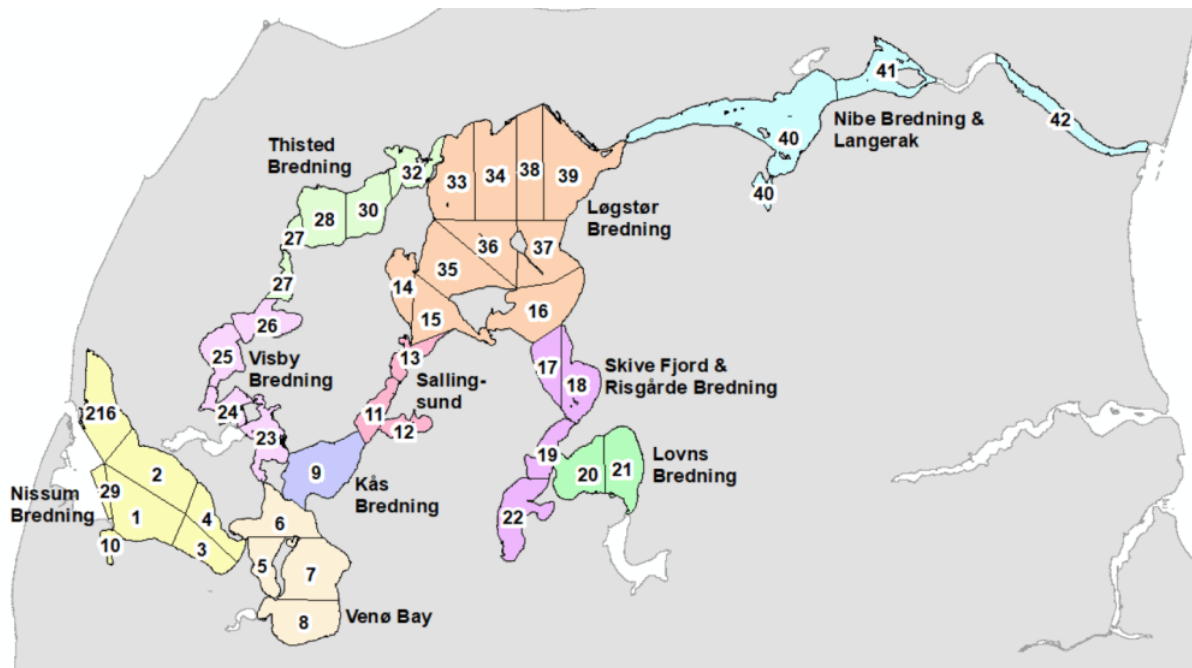 41
Nibe Bredning &
Langerak
42
40
40
Thisted
Bredning
32
33
34
38
39
28
30
27
27
Løgstør
Bredning
36
37
35
14
15
16
26
25
Visby
Bredning
24
23
13
Salling-
sund
11
12
17
18
Skive Fjord &
Risgårde Bredning
216
2
29
1
4
3
10
Nissum
Bredning
9
Kås
Bredning
19
20
21
Lovns
Bredning
22
6
5
7
8
Venø Bay